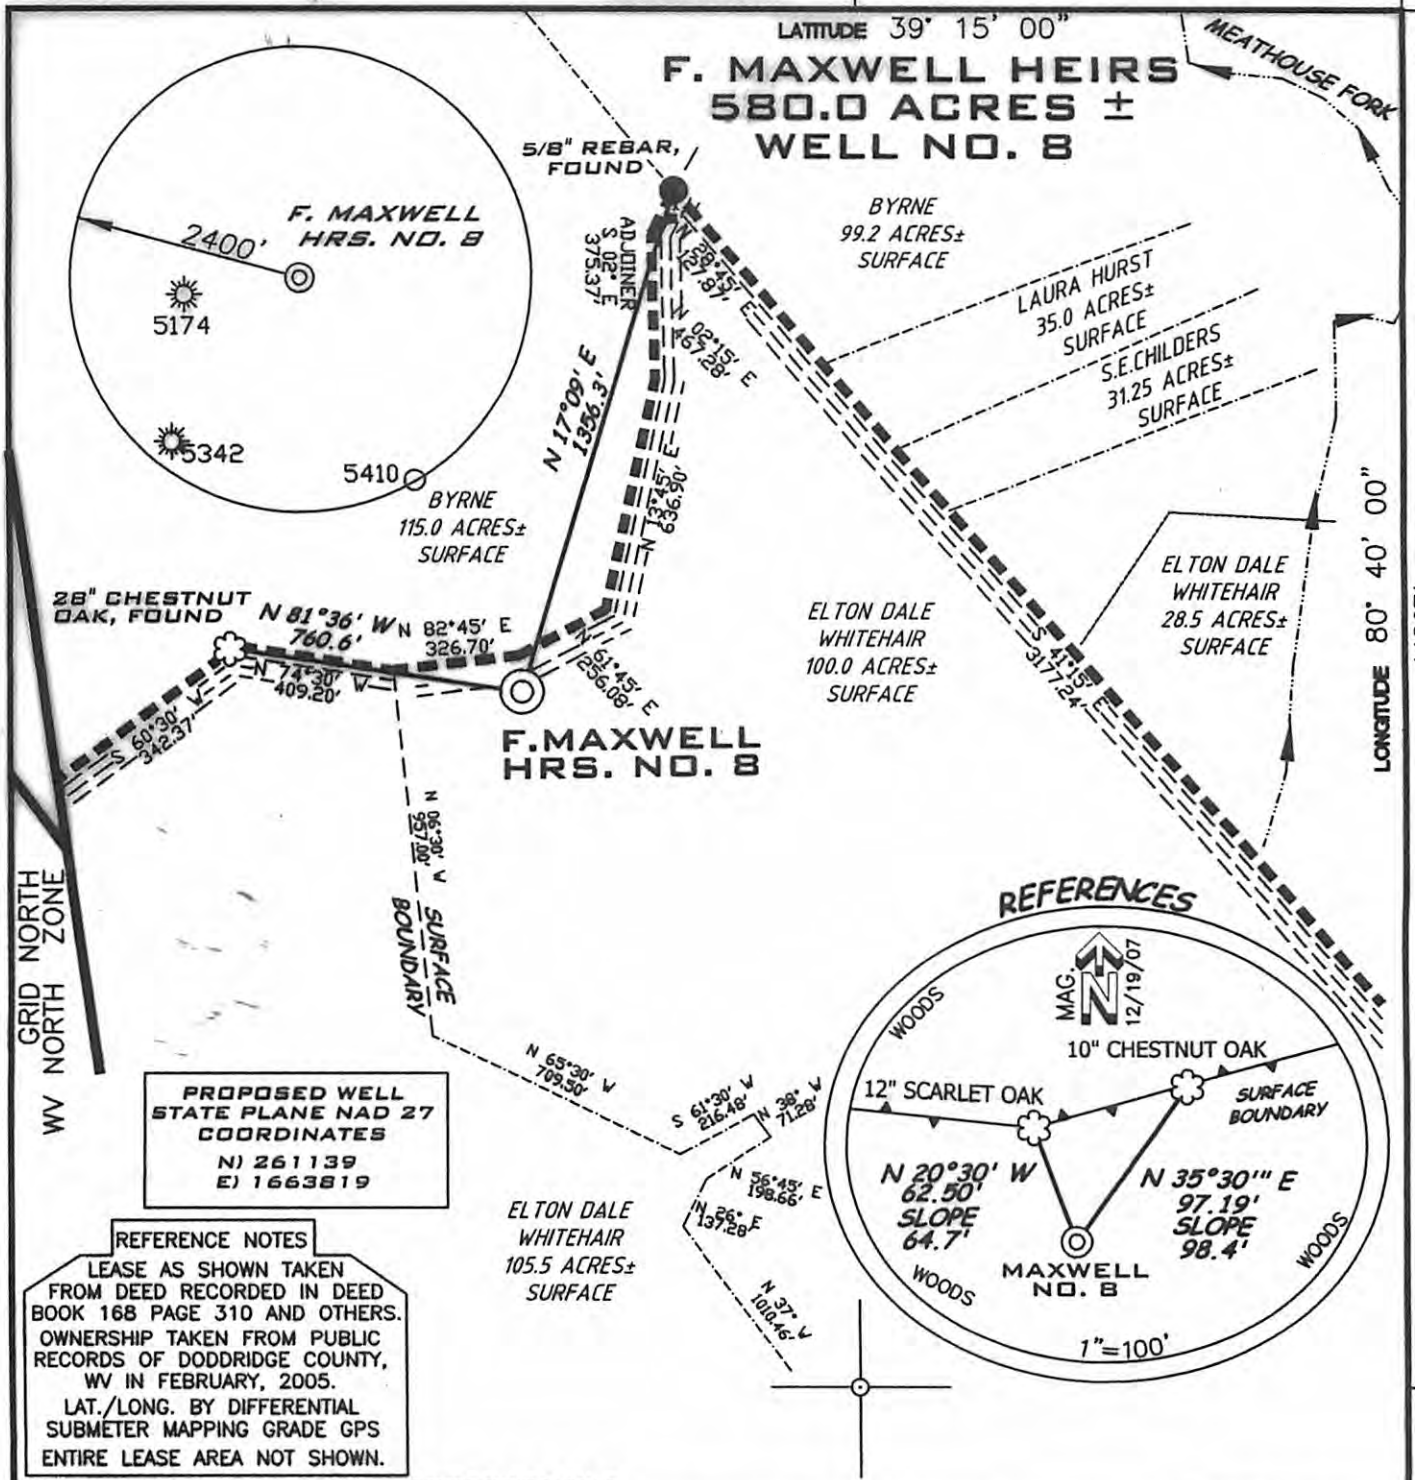 LATITUDE 39° 15' 00"
F. MAXWELL HEIRS
580.0 ACRES ±
WELL NO. 8
MEATHOUSE FORK
5/8" REBAR,
FOUND
F. MAXWELL
HRS. NO. 8
2400'
5174
5342
5410
BYRNE
99.2 ACRES±
SURFACE
ADJOINER
S 02° E
375.37'
N 28°45' E
127.97'
N 02°15' E
467.28'
LAURA HURST
35.0 ACRES±
SURFACE
S.E.CHILDERS
31.25 ACRES±
SURFACE
N 17°09' E
1356.3'
N 13°45' E
636.90'
BYRNE
115.0 ACRES±
SURFACE
LONGITUDE 80° 40' 00"
ELTON DALE
WHITEHAIR
28.5 ACRES±
SURFACE
28" CHESTNUT
OAK, FOUND
N 81°36' W
760.6'
N 82°45' E
326.70'
ELTON DALE
WHITEHAIR
100.0 ACRES±
SURFACE
S 41°15' E
3177.24'
N 74°30' W
409.20'
N 61°45' E
256.08'
S 60°30' W
342.37'
F.MAXWELL
HRS. NO. 8
N 06°30' W
957.00'
SURFACE
BOUNDARY
GRID NORTH
WV NORTH ZONE
REFERENCES
MAG.
N
12/19/07
WOODS
10" CHESTNUT OAK
12" SCARLET OAK
SURFACE
BOUNDARY
N 20°30' W
62.50'
SLOPE
64.7'
N 35°30'" E
97.19'
SLOPE
98.4'
WOODS
WOODS
MAXWELL
NO. 8
1"=100'
N 65°30' W
709.50'
S 61°30' W
216.48'
N 38° W
71.28'
N 56°45' E
198.66'
N 26° E
137.28'
N 37° W
1010.46'
PROPOSED WELL
STATE PLANE NAD 27
COORDINATES
N) 261139
E) 1663819
ELTON DALE
WHITEHAIR
105.5 ACRES±
SURFACE
REFERENCE NOTES
LEASE AS SHOWN TAKEN
FROM DEED RECORDED IN DEED
BOOK 168 PAGE 310 AND OTHERS.
OWNERSHIP TAKEN FROM PUBLIC
RECORDS OF DODDRIDGE COUNTY,
WV IN FEBRUARY, 2005.
LAT./LONG. BY DIFFERENTIAL
SUBMETER MAPPING GRADE GPS
ENTIRE LEASE AREA NOT SHOWN.